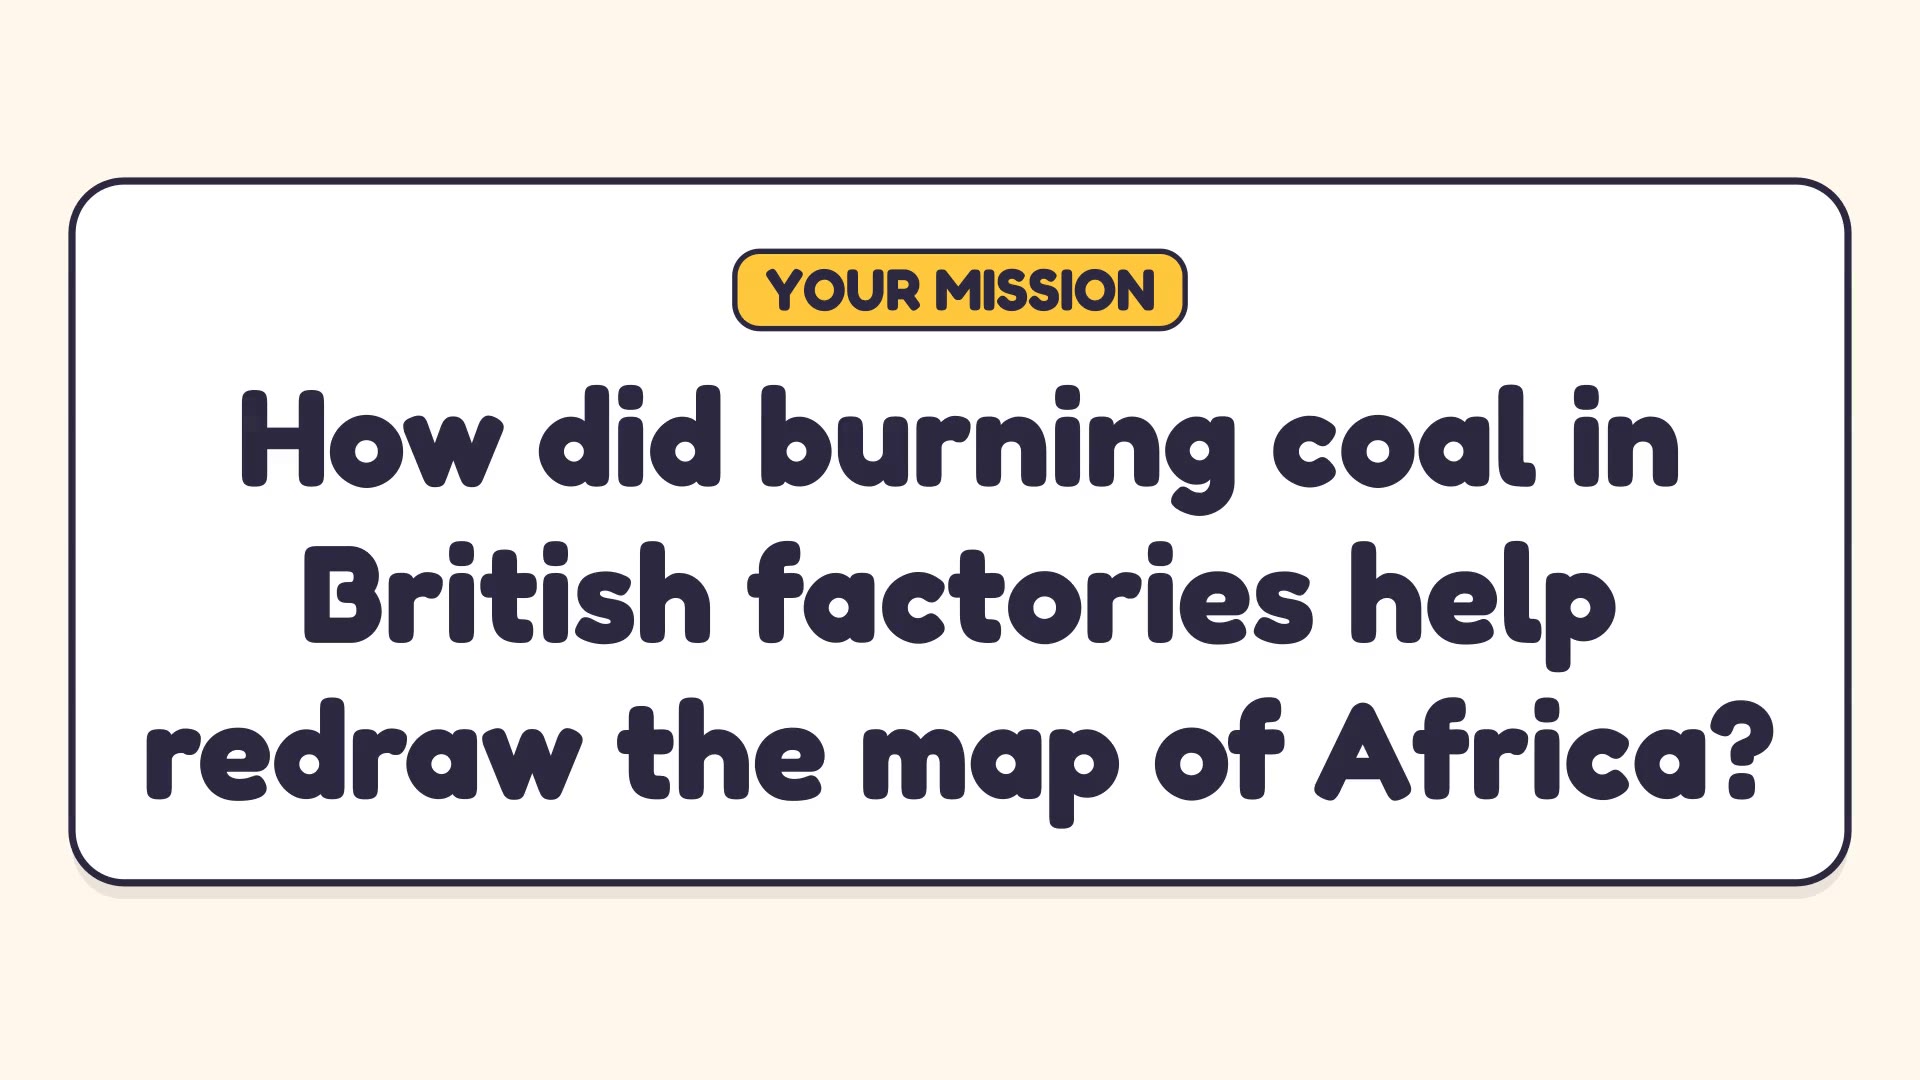 YOUR MISSION
How did burning coal in
British factories help
redraw the map of Africa?